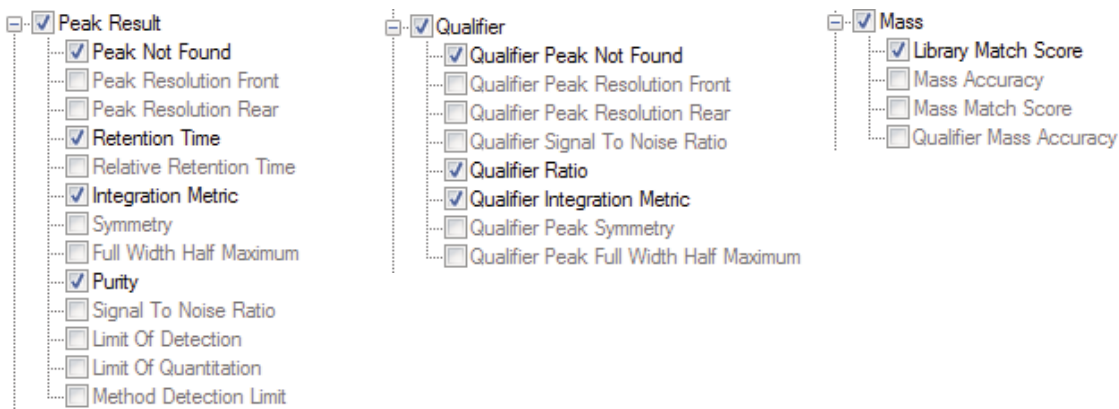 Peak Result
Peak Not Found
Peak Resolution Front
Peak Resolution Rear
Retention Time
Relative Retention Time
Integration Metric
Symmetry
Full Width Half Maximum
Purity
Signal To Noise Ratio
Limit Of Detection
Limit Of Quantitation
Method Detection Limit
Qualifier
Qualifier Peak Not Found
Qualifier Peak Resolution Front
Qualifier Peak Resolution Rear
Qualifier Signal To Noise Ratio
Qualifier Ratio
Qualifier Integration Metric
Qualifier Peak Symmetry
Qualifier Peak Full Width Half Maximum
Mass
Library Match Score
Mass Accuracy
Mass Match Score
Qualifier Mass Accuracy